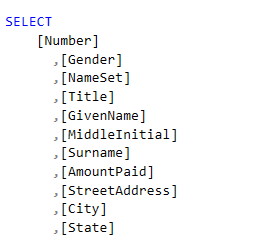 SELECT
[Number]
,[Gender]
,[NameSet]
,[Title]
,[GivenName]
,[MiddleInitial]
,[Surname]
,[AmountPaid]
,[StreetAddress]
,[City]
,[State]